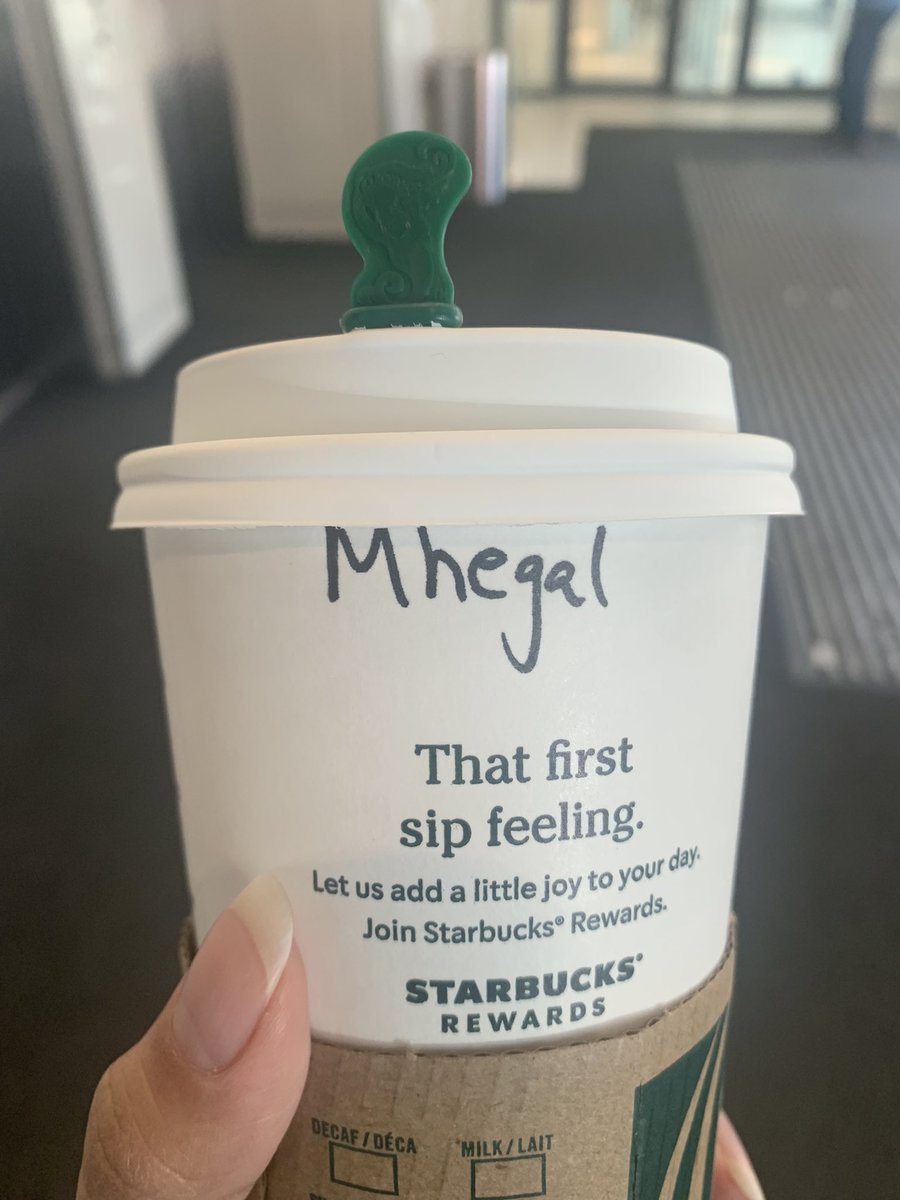 Mhegal
That first
sip feeling.
Let us add a little joy to your day.
Join Starbucks® Rewards.
STARBUCKS®
REWARDS
DECAF/DÉCA
MILK/LAIT